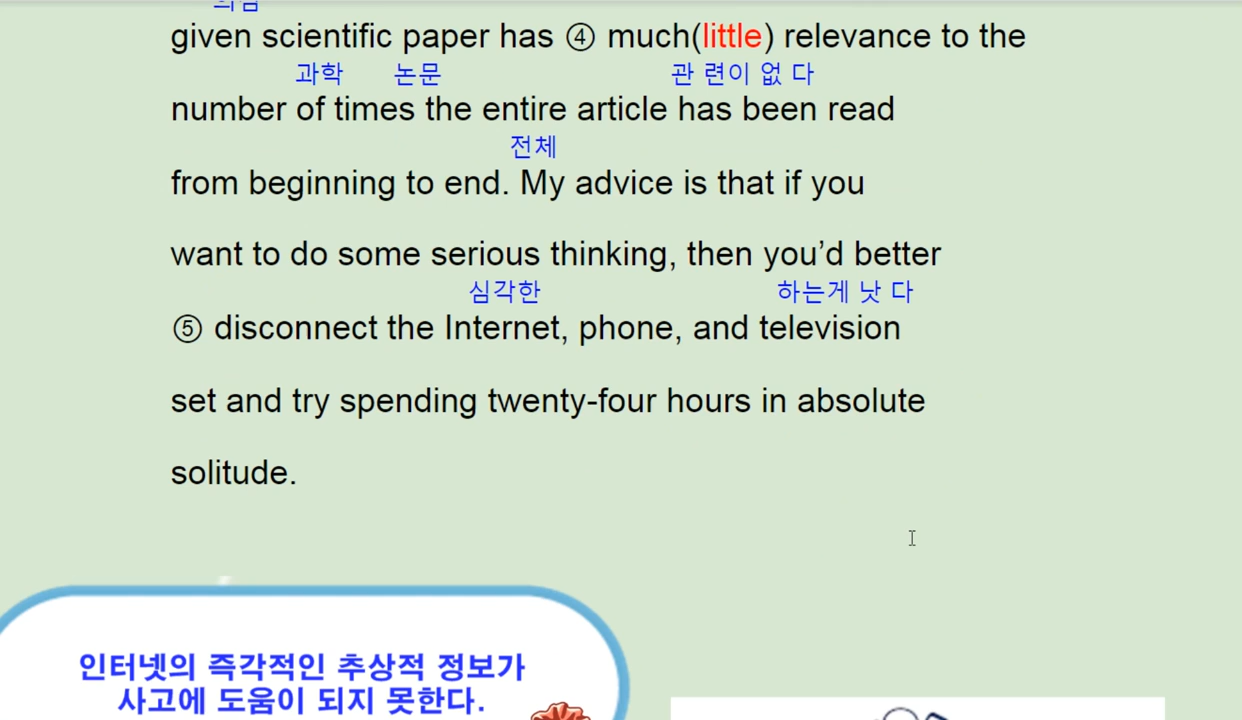 given scientific paper has ④ much(little) relevance to the
과학 논문 관 련이 없 다
number of times the entire article has been read
전체
from beginning to end. My advice is that if you
want to do some serious thinking, then you’d better
심각한 하는게 낫 다
⑤ disconnect the Internet, phone, and television
set and try spending twenty-four hours in absolute
solitude.
인터넷의 즉각적인 추상적 정보가
사고에 도움이 되지 못한다.